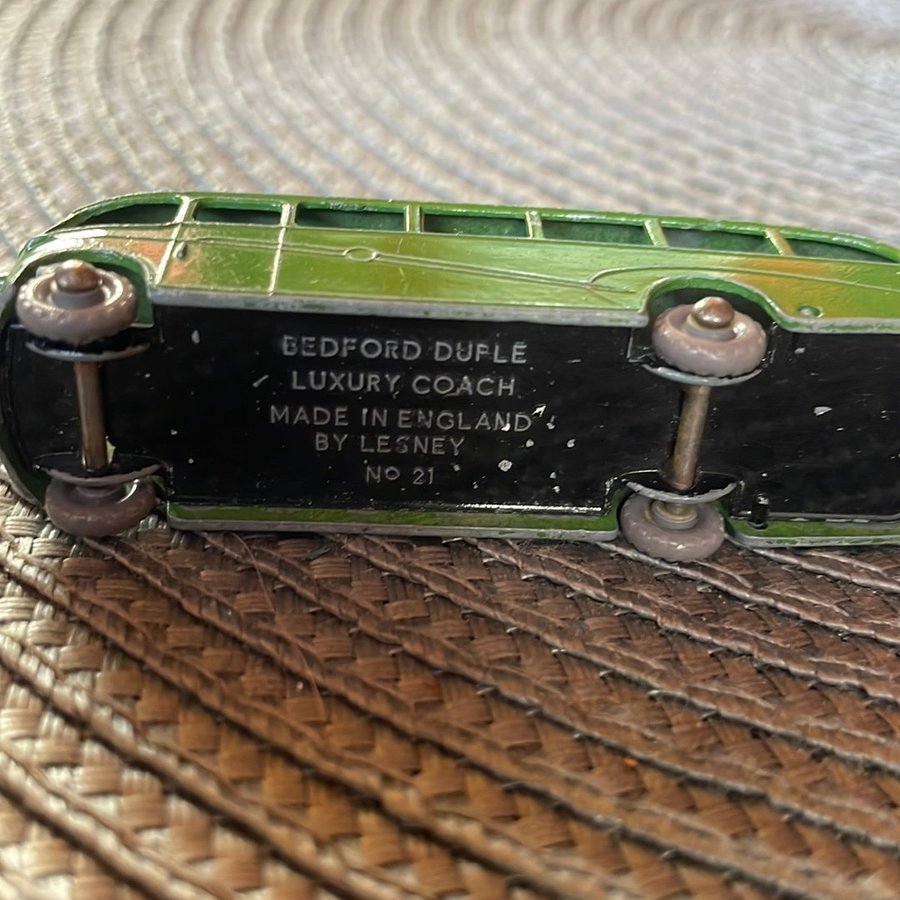 BEDFORD DUPLE
LUXURY COACH
MADE IN ENGLAND
BY LESNEY
NO 21